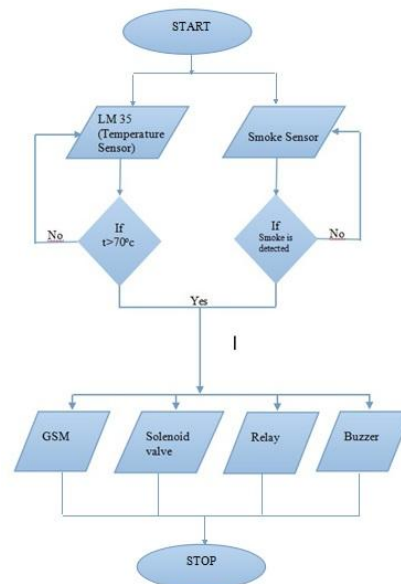 START
LM 35
(Temperature
Sensor)
Smoke Sensor
If
t>70°c
No
If
Smoke is
detected
No
Yes
GSM
Solenoid
valve
Relay
Buzzer
STOP